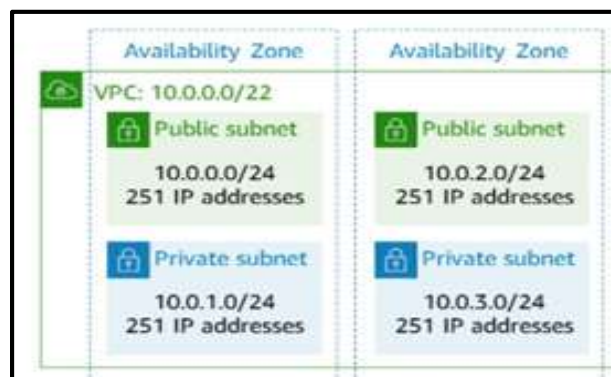 Availability Zone
Availability Zone
VPC: 10.0.0.0/22
Public subnet
10.0.0.0/24
251 IP addresses
Public subnet
10.0.2.0/24
251 IP addresses
Private subnet
10.0.1.0/24
251 IP addresses
Private subnet
10.0.3.0/24
251 IP addresses